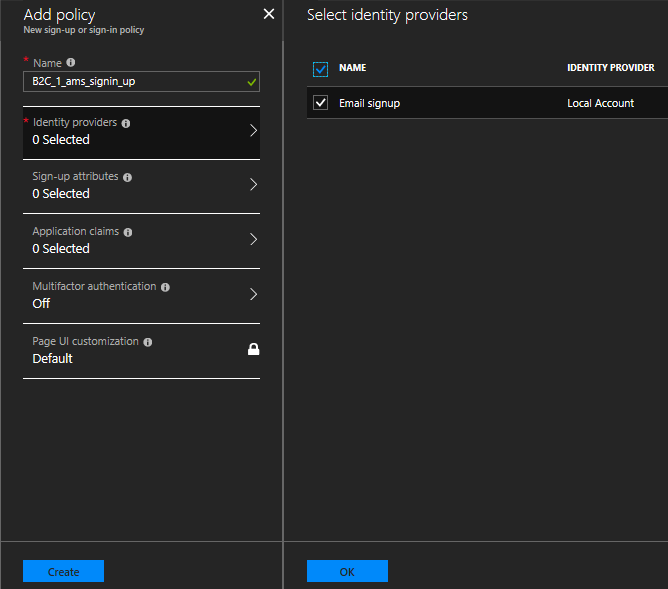 Add policy
New sign-up or sign-in policy
* Name
B2C_1_ams_signin_up
* Identity providers
0 Selected
Sign-up attributes
0 Selected
Application claims
0 Selected
Multifactor authentication
Off
Page UI customization
Default
Create
Select identity providers
NAME IDENTITY PROVIDER
Email signup Local Account
OK